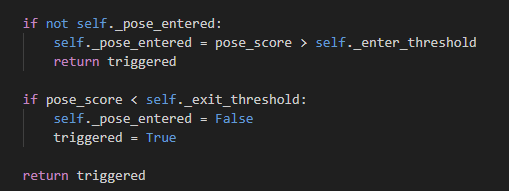 if not self._pose_entered:
    self._pose_entered = pose_score > self._enter_threshold
    return triggered

if pose_score < self._exit_threshold:
    self._pose_entered = False
    triggered = True

return triggered